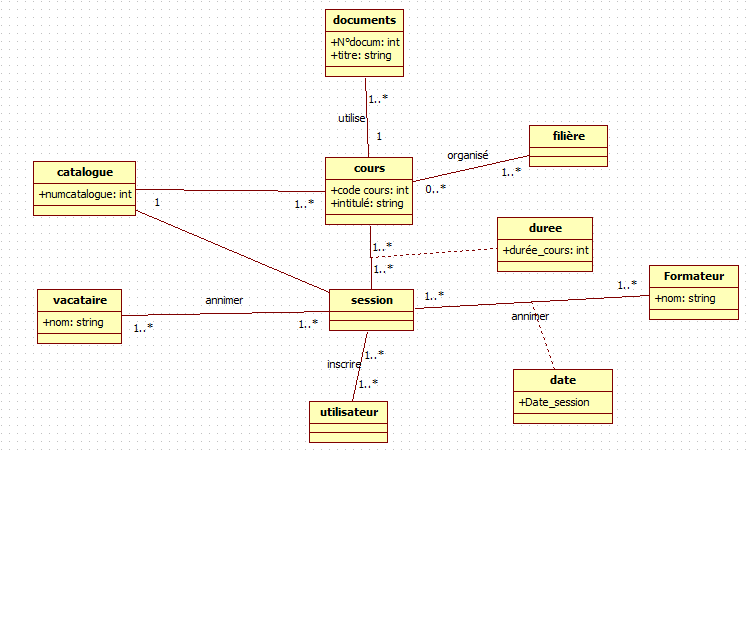 documents
+N°docum: int
+titre: string
1..*
utilise
1
filière
organisé
1..*
0..*
catalogue
+numcatalogue: int
1
1..*
cours
+code cours: int
+intitulé: string
1..*
1..*
duree
+durée_cours: int
vacataire
+nom: string
annimer
1..*
1..*
session
1..*
1..*
Formateur
+nom: string
annimer
date
+Date_session
inscrire
1..*
1..*
utilisateur